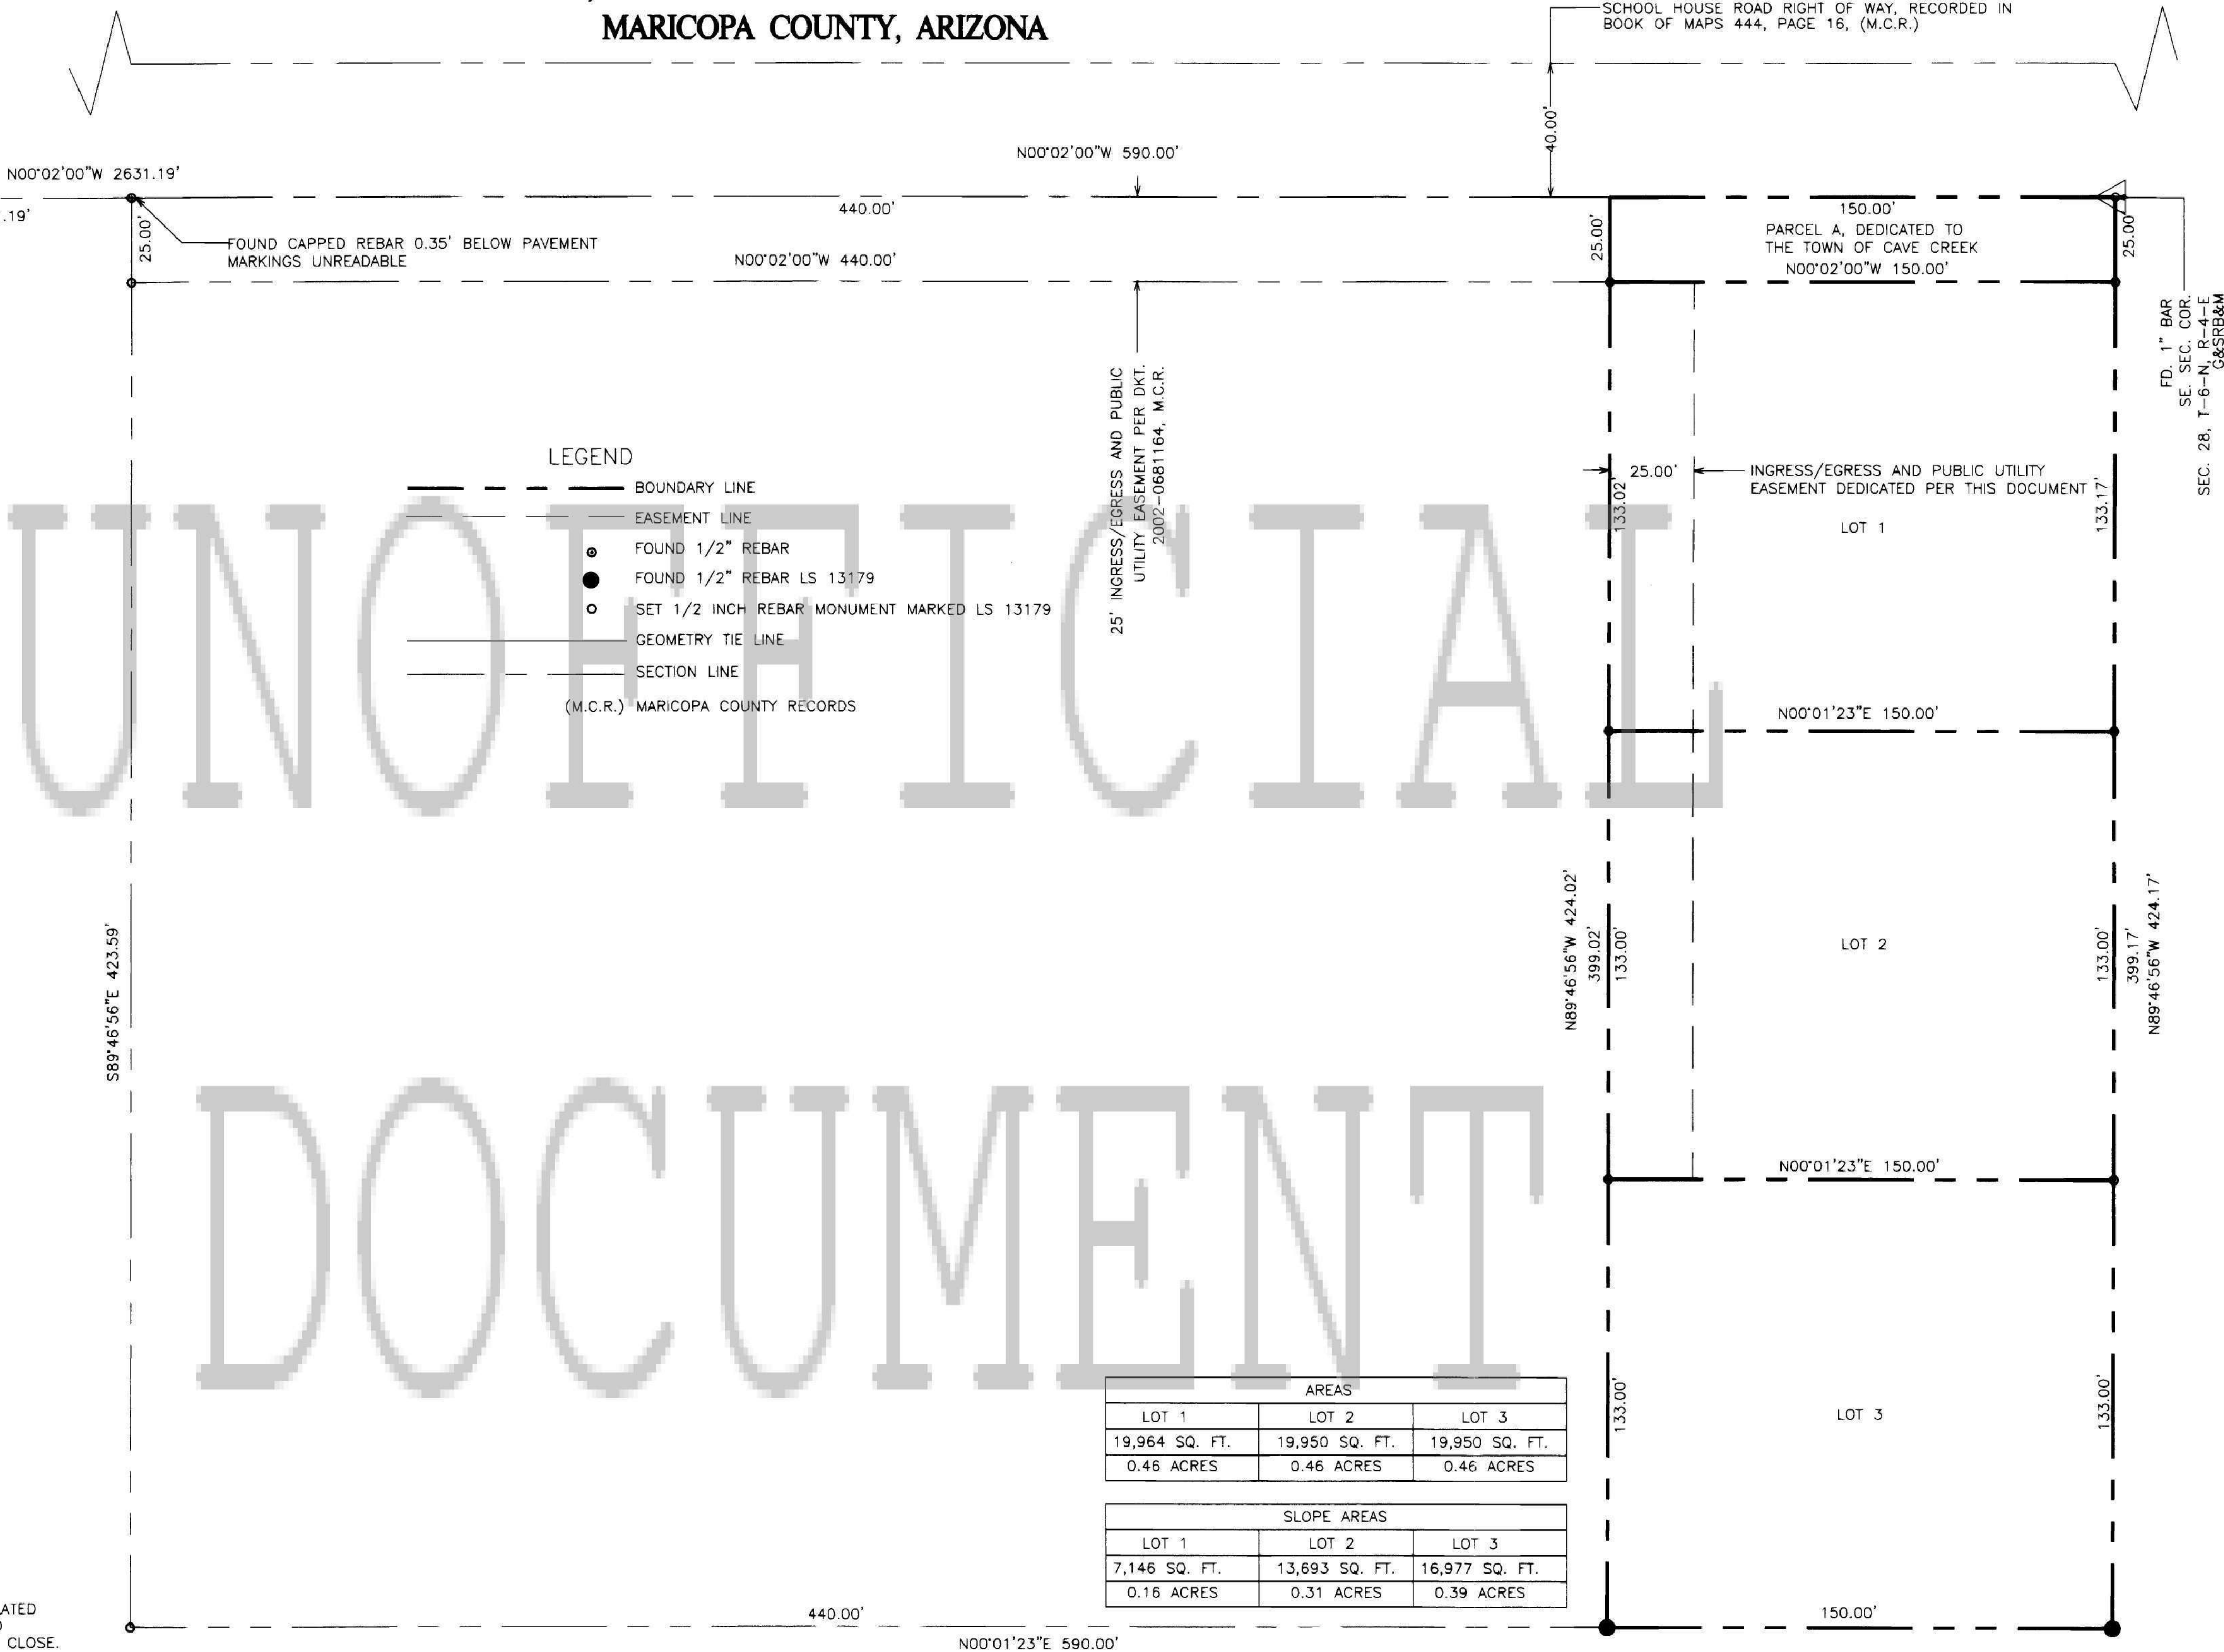 MARICOPA COUNTY, ARIZONA
SCHOOL HOUSE ROAD RIGHT OF WAY, RECORDED IN
BOOK OF MAPS 444, PAGE 16, (M.C.R.)
40.00'
N00°02'00"W 2631.19'
.19'
N00°02'00"W 590.00'
440.00'
25.00'
FOUND CAPPED REBAR 0.35' BELOW PAVEMENT
MARKINGS UNREADABLE
N00°02'00"W 440.00'
25.00'
150.00'
PARCEL A, DEDICATED TO
THE TOWN OF CAVE CREEK
N00°02'00"W 150.00'
25.00'
FD. 1" BAR
SE. SEC. COR.
SEC. 28, T-6-N, R-4-E
G&SRB&M
25' INGRESS/EGRESS AND PUBLIC
UTILITY EASEMENT PER DKT.
2002-0681164, M.C.R.
LEGEND
BOUNDARY LINE
EASEMENT LINE
FOUND 1/2" REBAR
FOUND 1/2" REBAR LS 13179
SET 1/2 INCH REBAR MONUMENT MARKED LS 13179
GEOMETRY TIE LINE
SECTION LINE
(M.C.R.) MARICOPA COUNTY RECORDS
25.00'
INGRESS/EGRESS AND PUBLIC UTILITY
EASEMENT DEDICATED PER THIS DOCUMENT
133.02'
133.17'
LOT 1
UNOFFICIAL
N00°01'23"E 150.00'
S89°46'56"E 423.59'
N89°46'56"W 424.02'
399.02'
133.00'
LOT 2
133.00'
399.17'
N89°46'56"W 424.17'
DOCUMENT
N00°01'23"E 150.00'
133.00'
LOT 3
133.00'
AREAS
LOT 1 LOT 2 LOT 3
19,964 SQ. FT. 19,950 SQ. FT. 19,950 SQ. FT.
0.46 ACRES 0.46 ACRES 0.46 ACRES
SLOPE AREAS
LOT 1 LOT 2 LOT 3
7,146 SQ. FT. 13,693 SQ. FT. 16,977 SQ. FT.
0.16 ACRES 0.31 ACRES 0.39 ACRES
ATED
CLOSE.
440.00'
N00°01'23"E 590.00'
150.00'